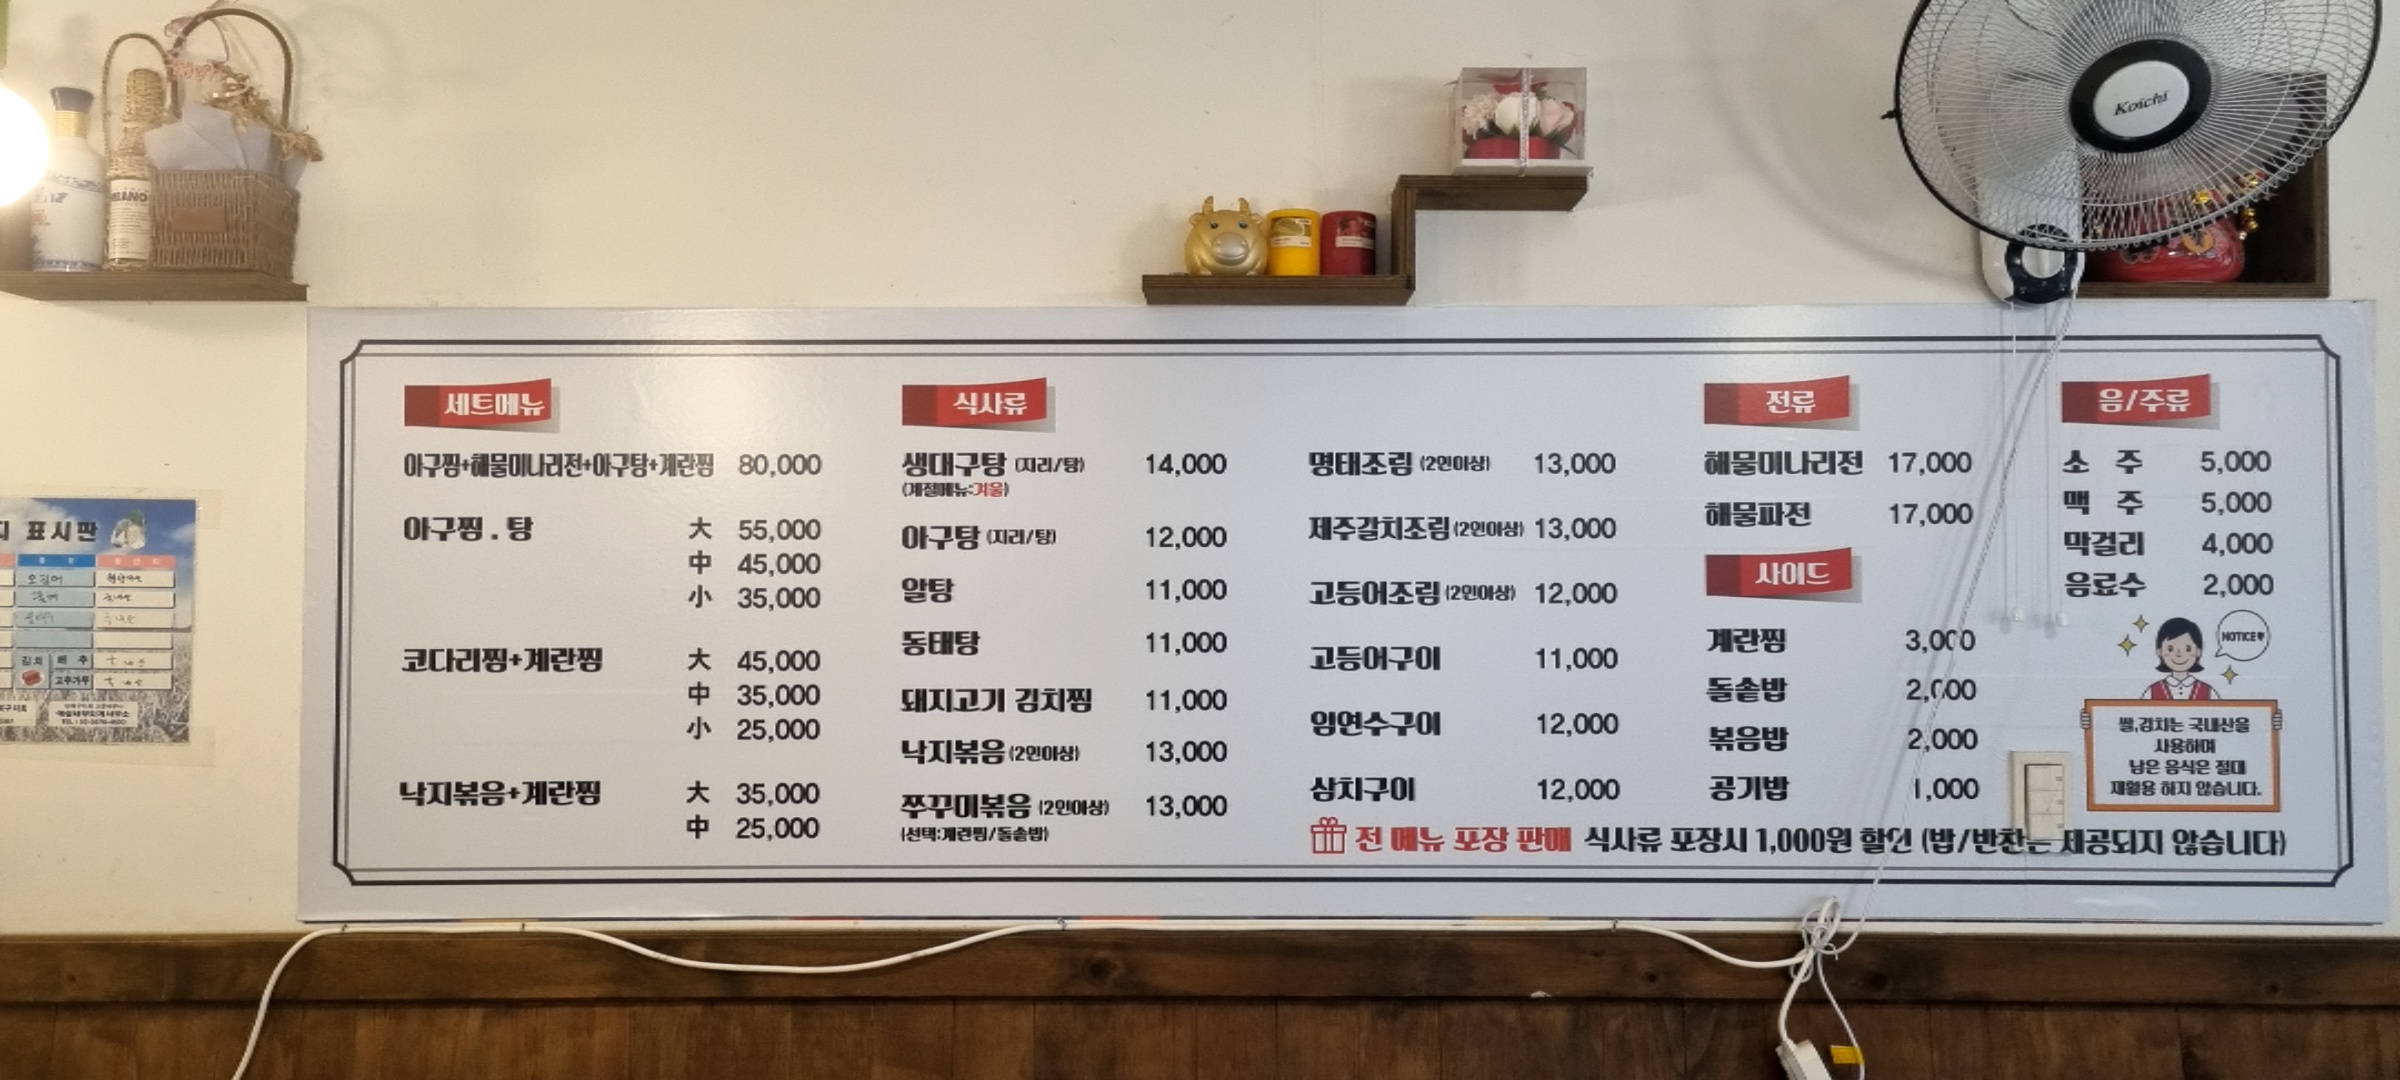 Koichi
세트메뉴
아구찜+해물미나리전+아구탕+계란찜 80,000
아구찜 . 탕 大 55,000
中 45,000
小 35,000
코다리찜+계란찜 大 45,000
中 35,000
小 25,000
낙지볶음+계란찜 大 35,000
中 25,000
식사류
생대구탕 (지리/탕) 14,000
(계절메뉴:겨울)
아구탕 (지리/탕) 12,000
알탕 11,000
동태탕 11,000
돼지고기 김치찜 11,000
낙지볶음 (2인이상) 13,000
쭈꾸미볶음 (2인이상) 13,000
(선택:계란찜/돌솥밥)
명태조림 (2인이상) 13,000
제주갈치조림 (2인이상) 13,000
고등어조림 (2인이상) 12,000
고등어구이 11,000
임연수구이 12,000
삼치구이 12,000
전류
해물미나리전 17,000
해물파전 17,000
사이드
계란찜 3,000
돌솥밥 2,000
볶음밥 2,000
공기밥 1,000
음/주류
소 주 5,000
맥 주 5,000
막걸리 4,000
음료수 2,000
NOTICE
쌀,김치는 국내산을
사용하며
남은 음식은 절대
재활용 하지 않습니다.
전 메뉴 포장 판매 식사류 포장시 1,000원 할인 (밥/반찬은 제공되지 않습니다)
표시판
오징어
김치 배추
고추가루